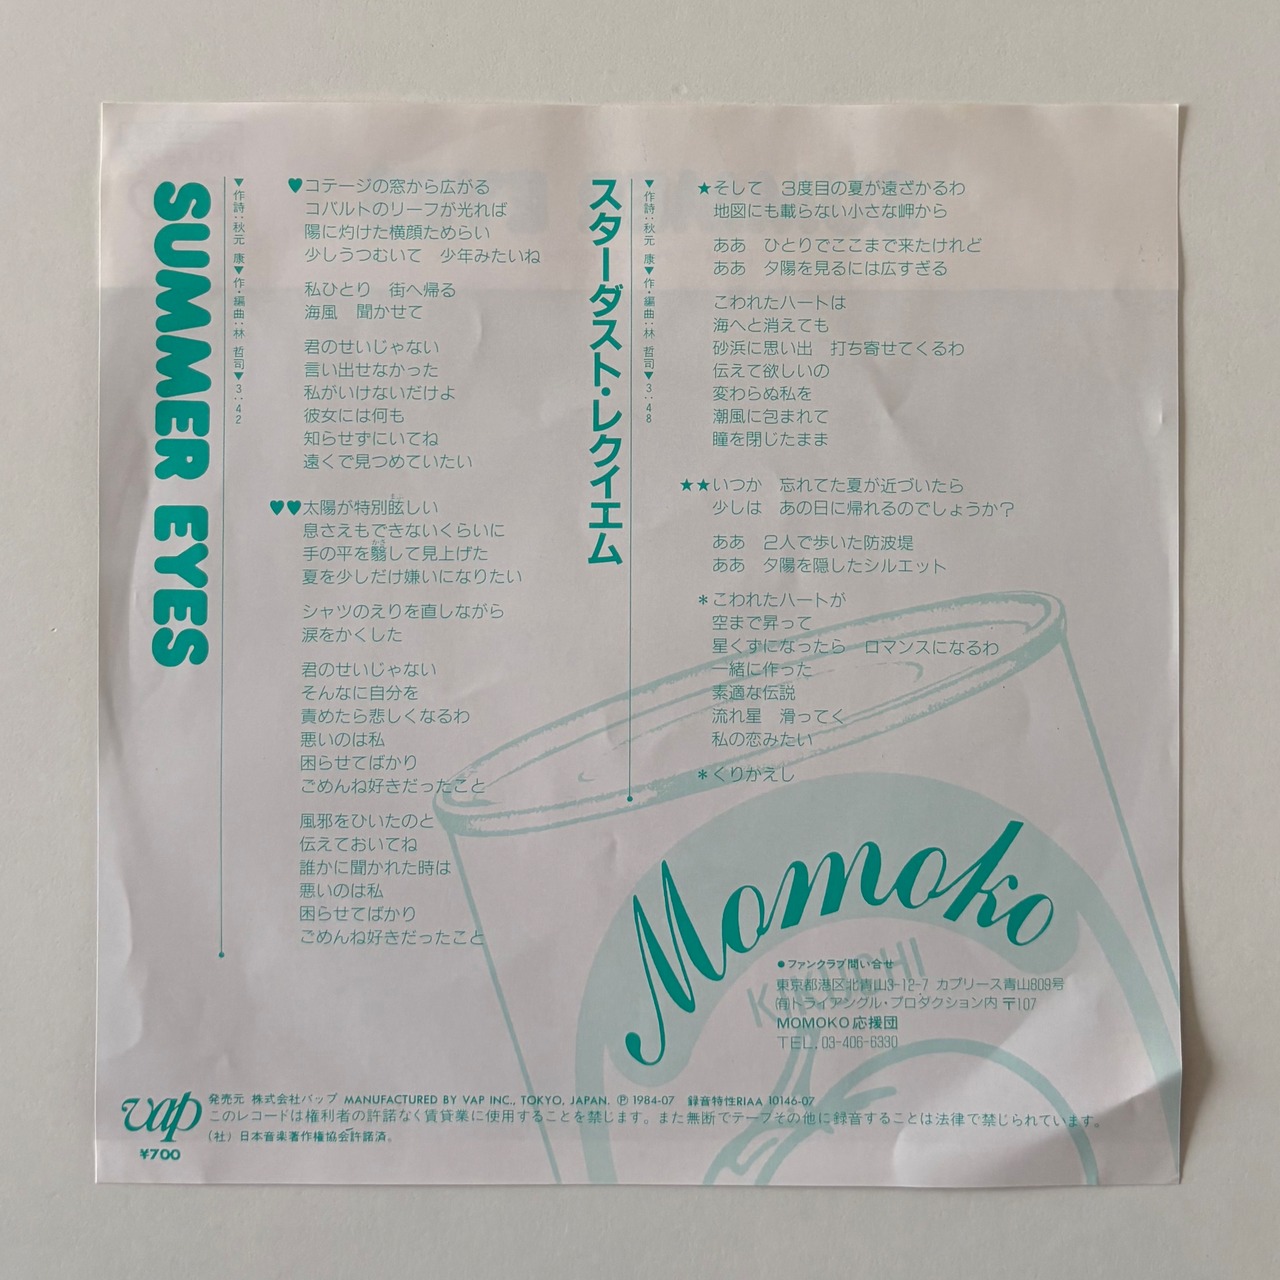 SUMMER EYES
▼作詩:秋元 康▼作・編曲:林 哲司▼3:42
♥コテージの窓から広がる
コバルトのリーフが光れば
陽に灼けた横顔ためらい
少しうつむいて 少年みたいね
私ひとり 街へ帰る
海風 聞かせて
君のせいじゃない
言い出せなかった
私がいけないだけよ
彼女には何も
知らせずにいてね
遠くで見つめていたい
♥♥太陽が特別眩しい
息さえもできないくらいに
手の平を翳して見上げた
夏を少しだけ嫌いになりたい
シャツのえりを直しながら
涙をかくした
君のせいじゃない
そんなに自分を
責めたら悲しくなるわ
悪いのは私
困らせてばかり
ごめんね好きだったこと
風邪をひいたのと
伝えておいてね
誰かに聞かれた時は
悪いのは私
困らせてばかり
ごめんね好きだったこと
スターダスト・レクイエム
▼作詩:秋元 康▼作・編曲:林 哲司▼3:48
★そして 3度目の夏が遠ざかるわ
地図にも載らない小さな岬から
ああ ひとりでここまで来たけれど
ああ 夕陽を見るには広すぎる
こわれたハートは
海へと消えても
砂浜に思い出 打ち寄せてくるわ
伝えて欲しいの
変わらぬ私を
潮風に包まれて
瞳を閉じたまま
★★いつか 忘れてた夏が近づいたら
少しは あの日に帰れるのでしょうか?
ああ 2人で歩いた防波堤
ああ 夕陽を隠したシルエット
*こわれたハートが
空まで昇って
星くずになったら ロマンスになるわ
一緒に作った
素適な伝説
流れ星 滑ってく
私の恋みたい
*くりかえし
Momoko
KIKUCHI
●ファンクラブ問い合せ
東京都港区北青山3-12-7 カブリース青山809号
(有)トライアングル・プロダクション内 〒107
MOMOKO応援団
TEL. 03-406-6330
vap
¥700
発売元 株式会社バップ MANUFACTURED BY VAP INC., TOKYO, JAPAN. Ⓟ 1984-07 録音特性RIAA 10146-07
このレコードは権利者の許諾なく賃貸業に使用することを禁じます。また無断でテープその他に録音することは法律で禁じられています。
(社)日本音楽著作権協会許諾済。